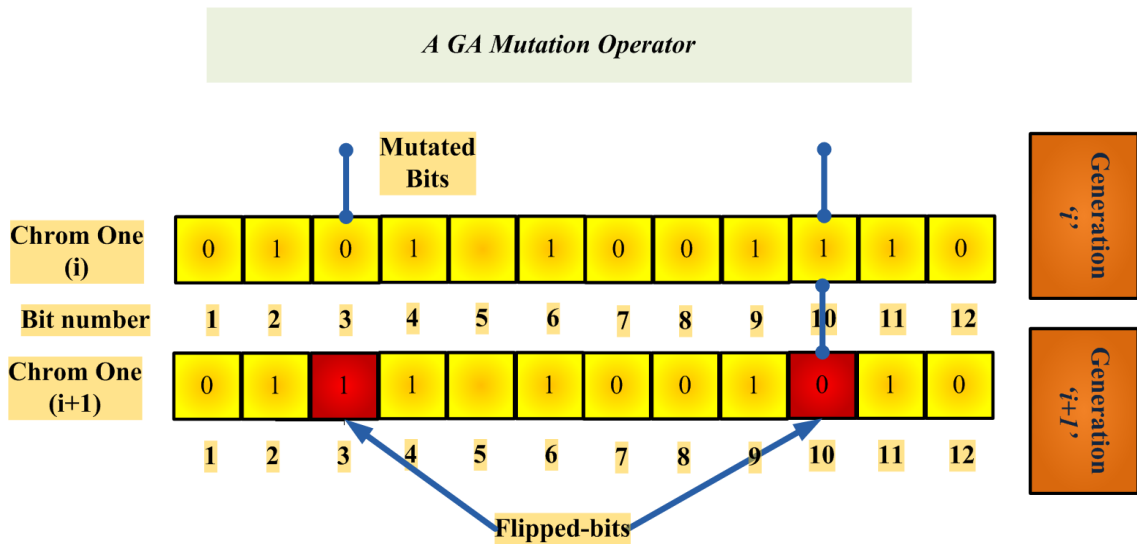 A GA Mutation Operator
Mutated
Bits
Chrom One
(i)
0 1 0 1 1 0 0 1 1 1 0
Generation
‘i’
Bit number
1 2 3 4 5 6 7 8 9 10 11 12
Chrom One
(i+1)
0 1 1 1 1 0 0 1 0 1 0
Generation
‘i+1’
1 2 3 4 5 6 7 8 9 10 11 12
Flipped-bits